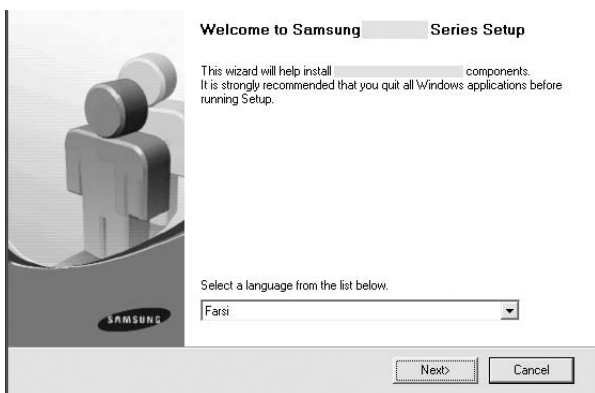 Welcome to Samsung Series Setup
This wizard will help install components.
It is strongly recommended that you quit all Windows applications before
running Setup.
Select a language from the list below.
Farsi
SAMSUNG
Next>
Cancel